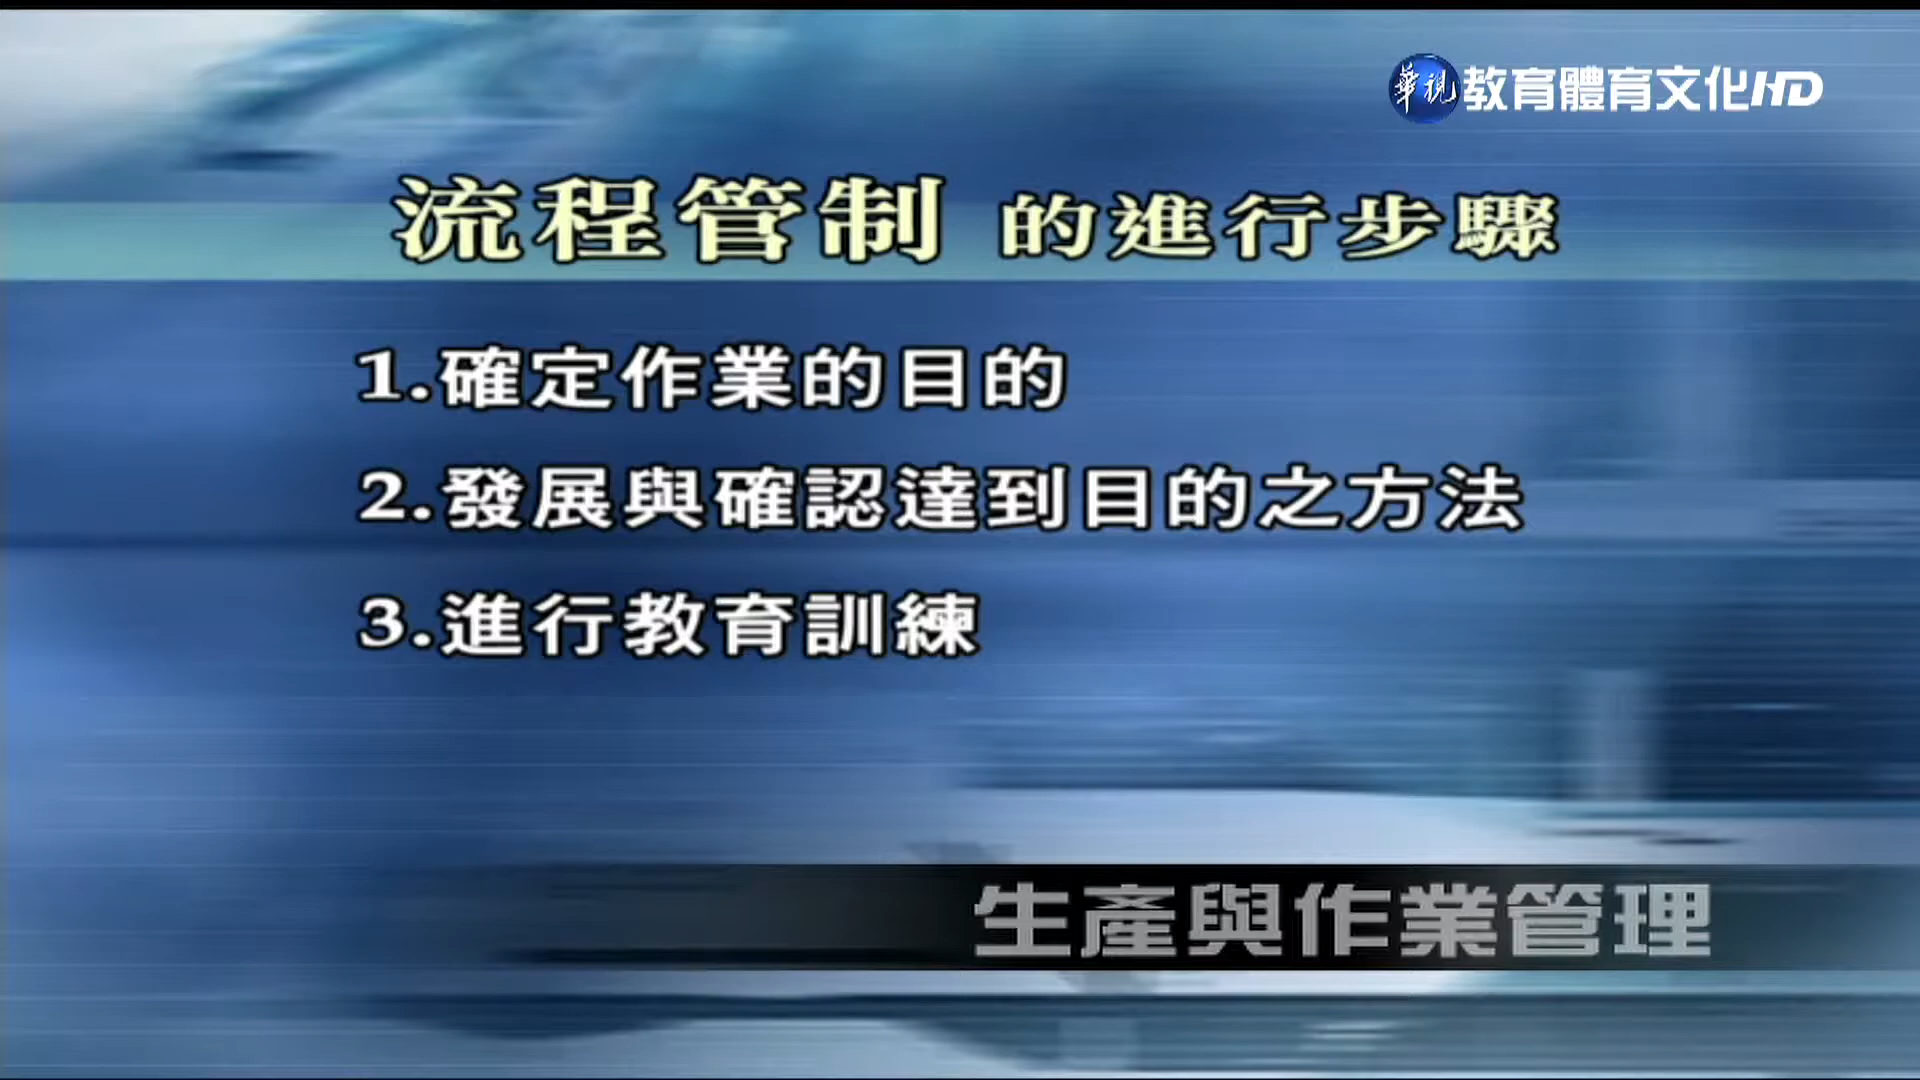 華視 教育體育文化HD
流程管制 的進行步驟
1.確定作業的目的
2.發展與確認達到目的之方法
3.進行教育訓練
生產與作業管理